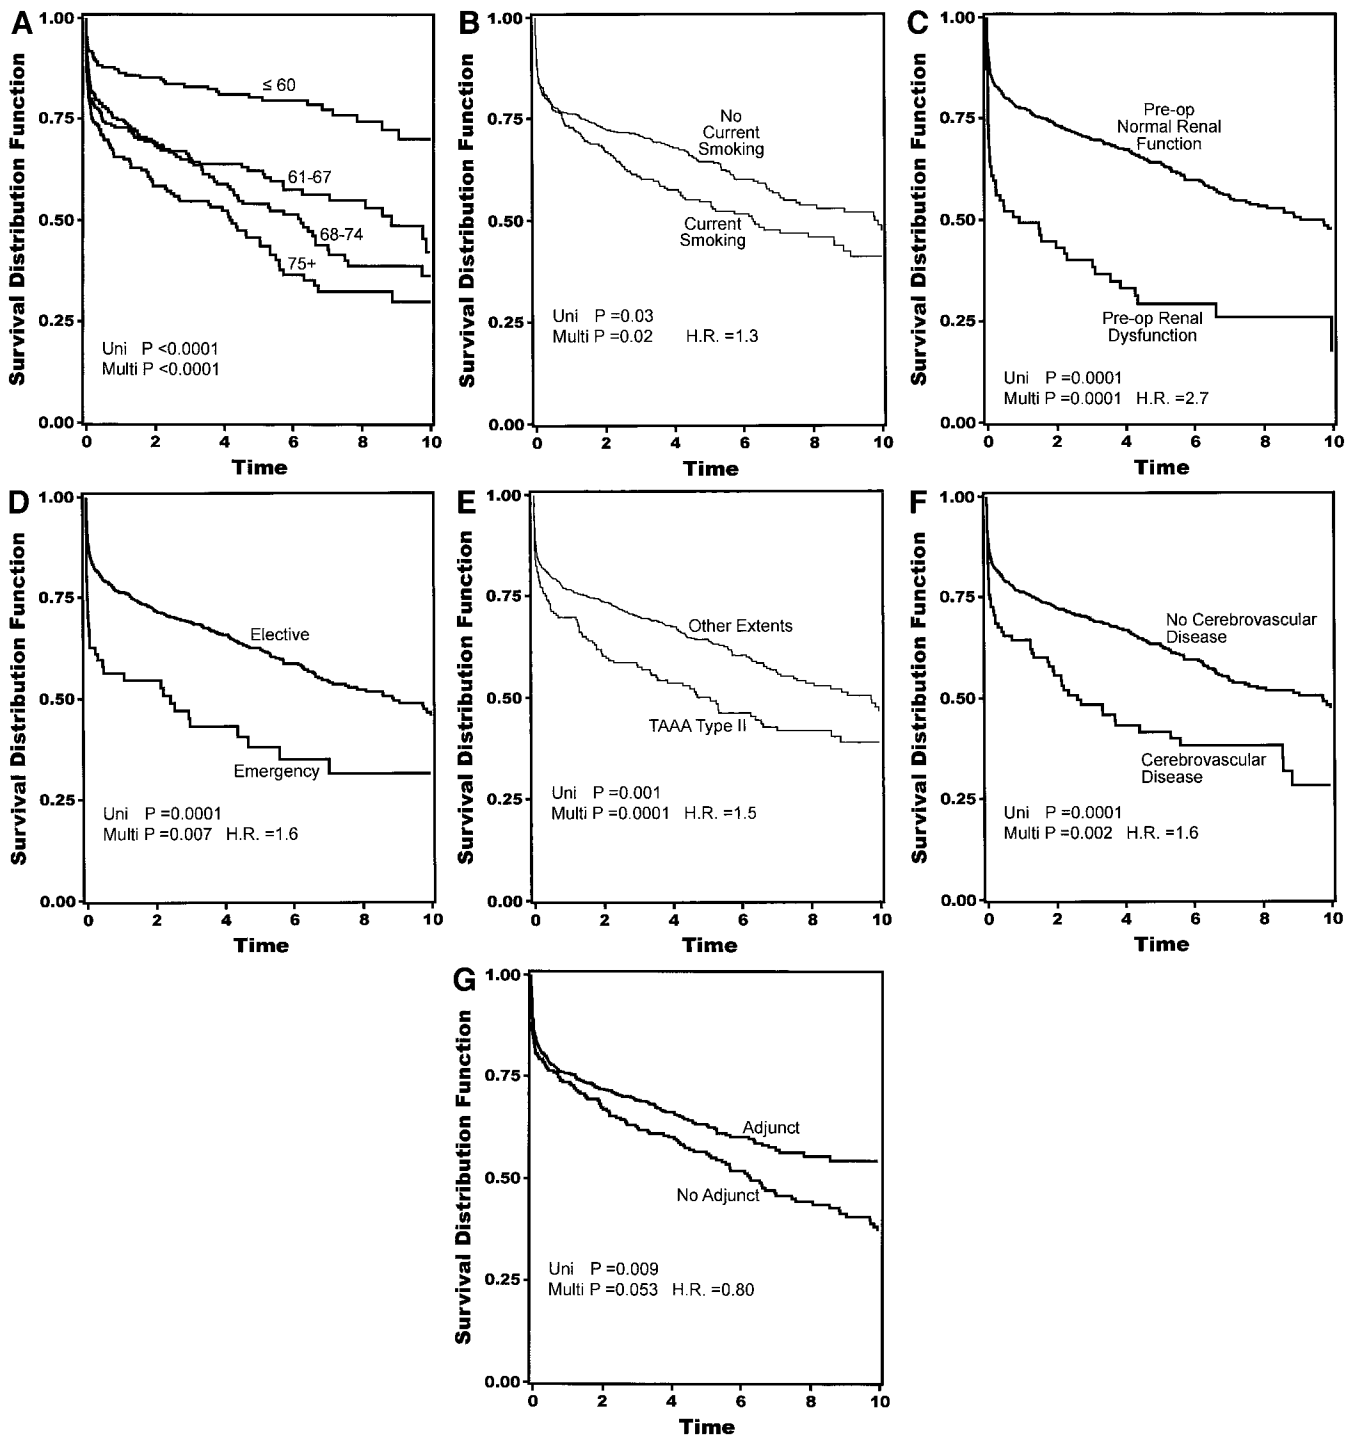 A
Survival Distribution Function
1.00
0.75
0.50
0.25
0.00
≤ 60
61-67
68-74
75+
Uni P <0.0001
Multi P <0.0001
0 2 4 6 8 10
Time
B
Survival Distribution Function
1.00
0.75
0.50
0.25
0.00
No
Current
Smoking
Current
Smoking
Uni P =0.03
Multi P =0.02 H.R. =1.3
0 2 4 6 8 10
Time
C
Survival Distribution Function
1.00
0.75
0.50
0.25
0.00
Pre-op
Normal Renal
Function
Pre-op Renal
Dysfunction
Uni P =0.0001
Multi P =0.0001 H.R. =2.7
0 2 4 6 8 10
Time
D
Survival Distribution Function
1.00
0.75
0.50
0.25
0.00
Elective
Emergency
Uni P =0.0001
Multi P =0.007 H.R. =1.6
0 2 4 6 8 10
Time
E
Survival Distribution Function
1.00
0.75
0.50
0.25
0.00
Other Extents
TAAA Type II
Uni P =0.001
Multi P =0.0001 H.R. =1.5
0 2 4 6 8 10
Time
F
Survival Distribution Function
1.00
0.75
0.50
0.25
0.00
No Cerebrovascular
Disease
Cerebrovascular
Disease
Uni P =0.0001
Multi P =0.002 H.R. =1.6
0 2 4 6 8 10
Time
G
Survival Distribution Function
1.00
0.75
0.50
0.25
0.00
Adjunct
No Adjunct
Uni P =0.009
Multi P =0.053 H.R. =0.80
0 2 4 6 8 10
Time